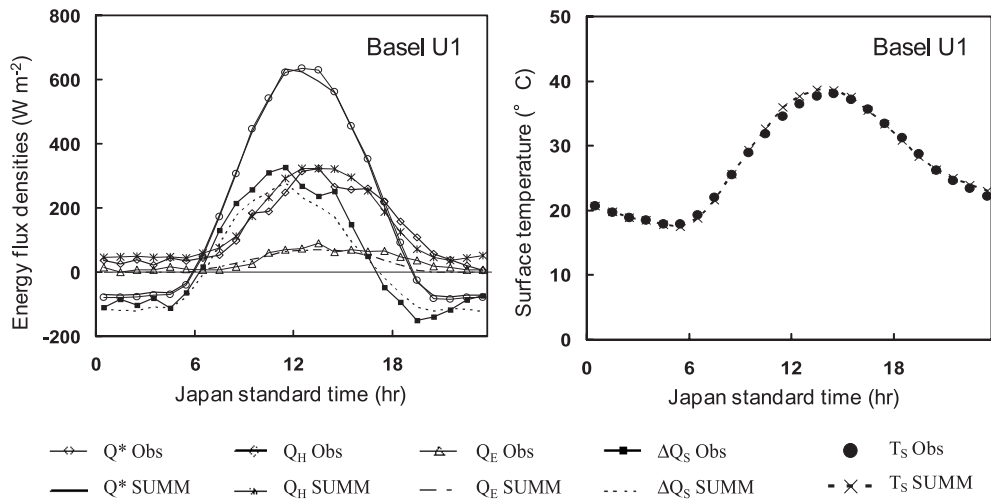 800
600
400
200
0
-200
Energy flux densities (W m-2)
Basel U1
0 6 12 18
Japan standard time (hr)
50
40
30
20
10
0
Surface temperature (° C)
Basel U1
0 6 12 18
Japan standard time (hr)
Q* Obs QH Obs QE Obs ΔQS Obs TS Obs
Q* SUMM QH SUMM QE SUMM ΔQS SUMM TS SUMM